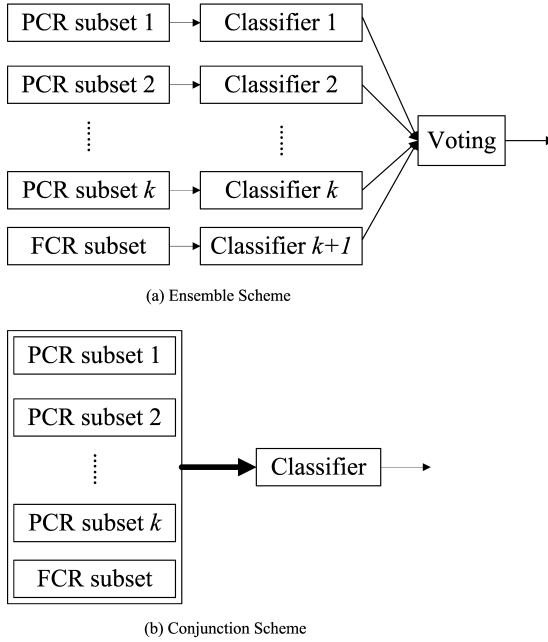 PCR subset 1
Classifier 1
PCR subset 2
Classifier 2
Voting
PCR subset k
Classifier k
FCR subset
Classifier k+1
(a) Ensemble Scheme
PCR subset 1
PCR subset 2
Classifier
PCR subset k
FCR subset
(b) Conjunction Scheme